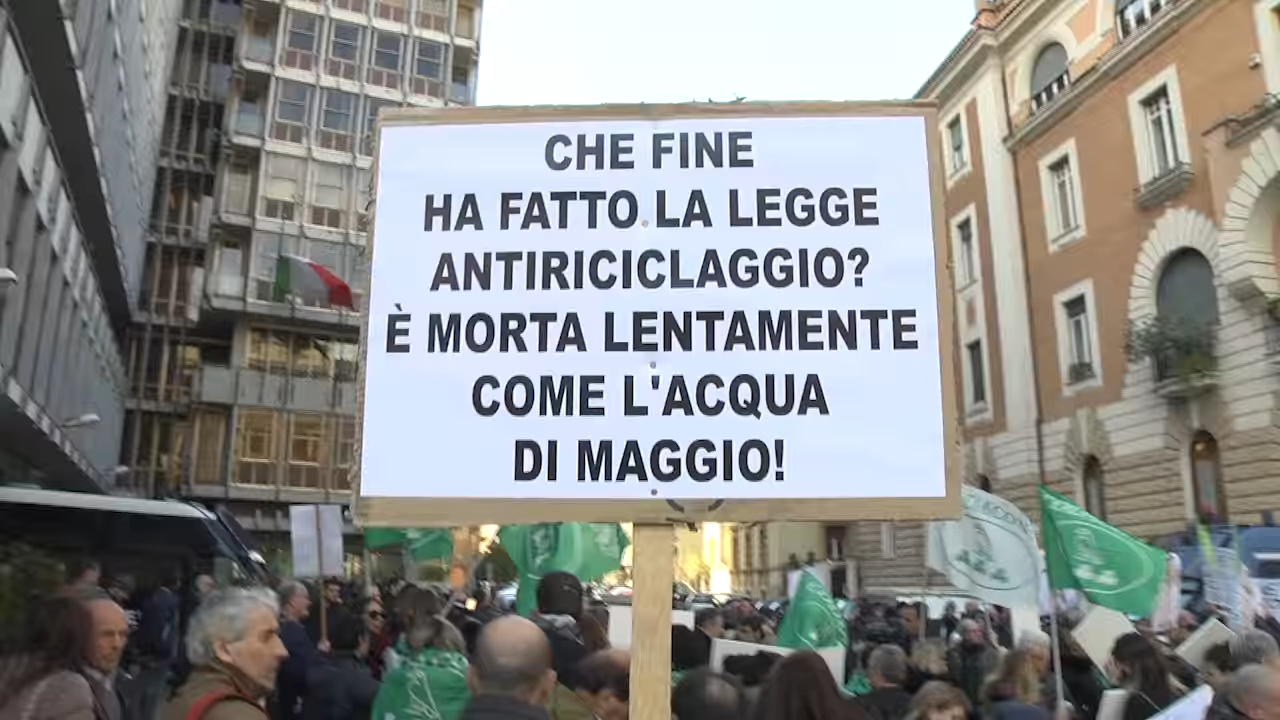 CHE FINE
HA FATTO LA LEGGE
ANTIRICICLAGGIO?
È MORTA LENTAMENTE
COME L'ACQUA
DI MAGGIO!